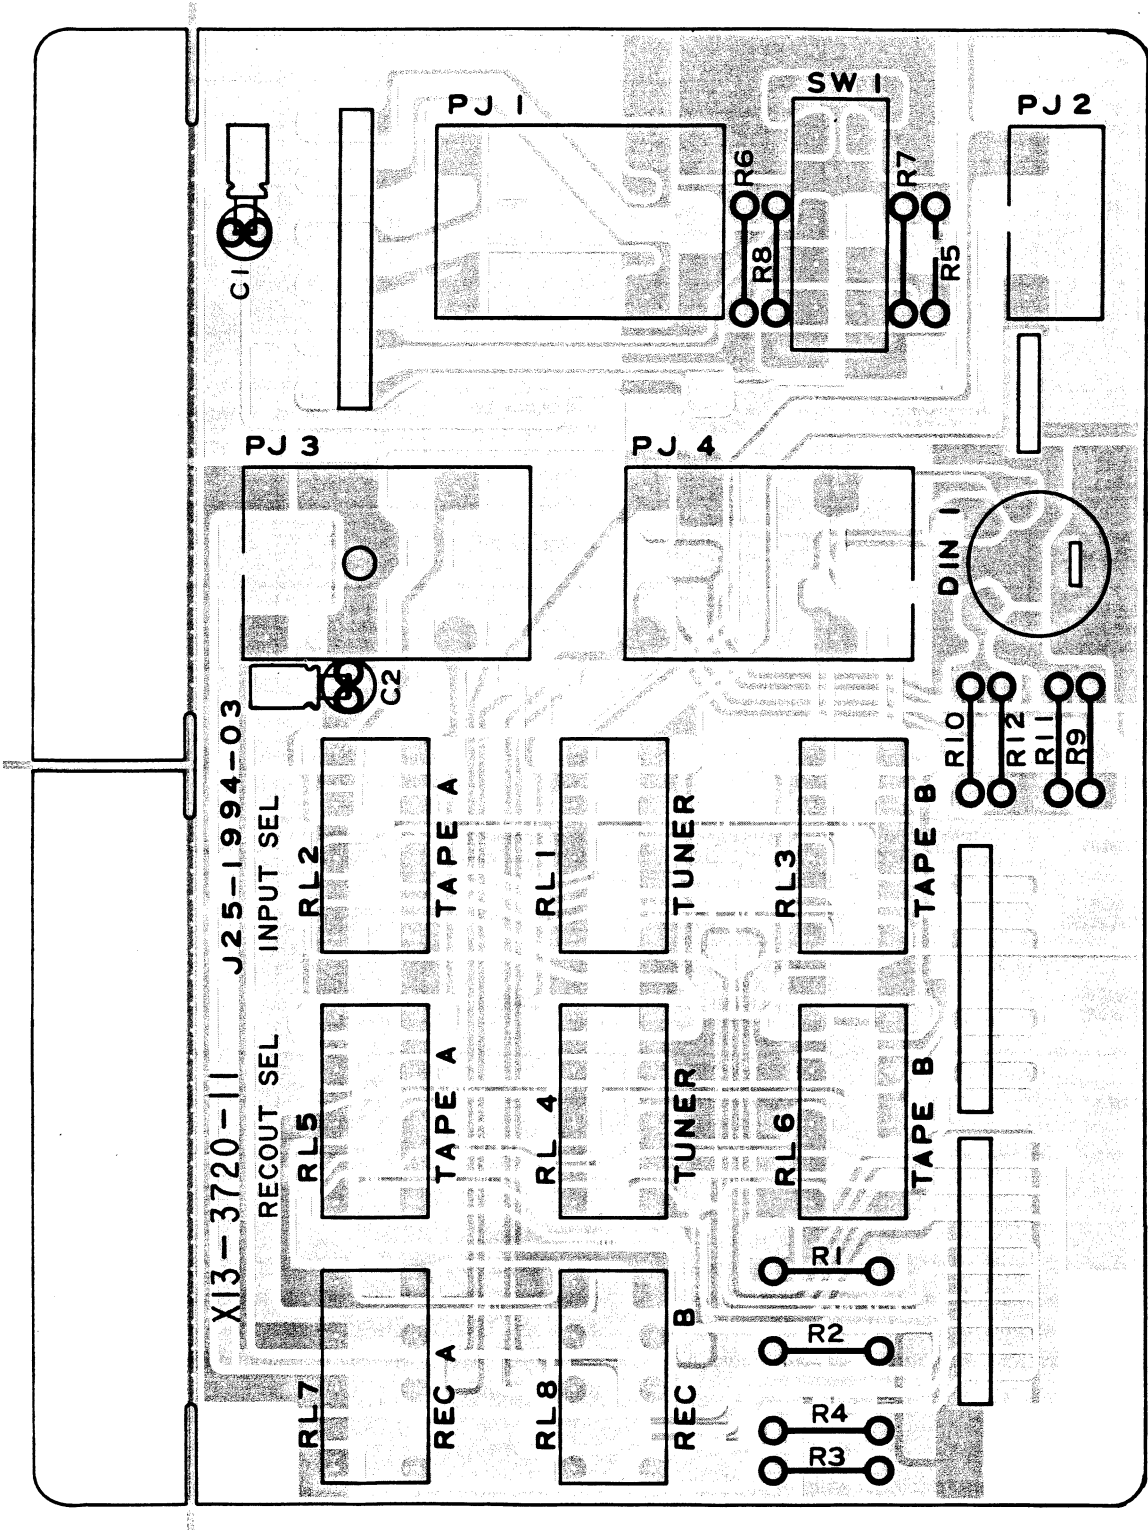 PJ 1
SW 1
PJ 2
R6
R8
R7
R5
C1
PJ 3
PJ 4
DIN 1
C2
R10
R12
R11
R9
J25-1994-03
INPUT SEL
RL2
TAPE A
RL1
TUNER
RL3
TAPE B
X13-3720-11
RECOUT SEL
RL5
TAPE A
RL 4
TUNER
RL6
TAPE B
RL7
REC A
RL8
REC B
R1
R2
R4
R3